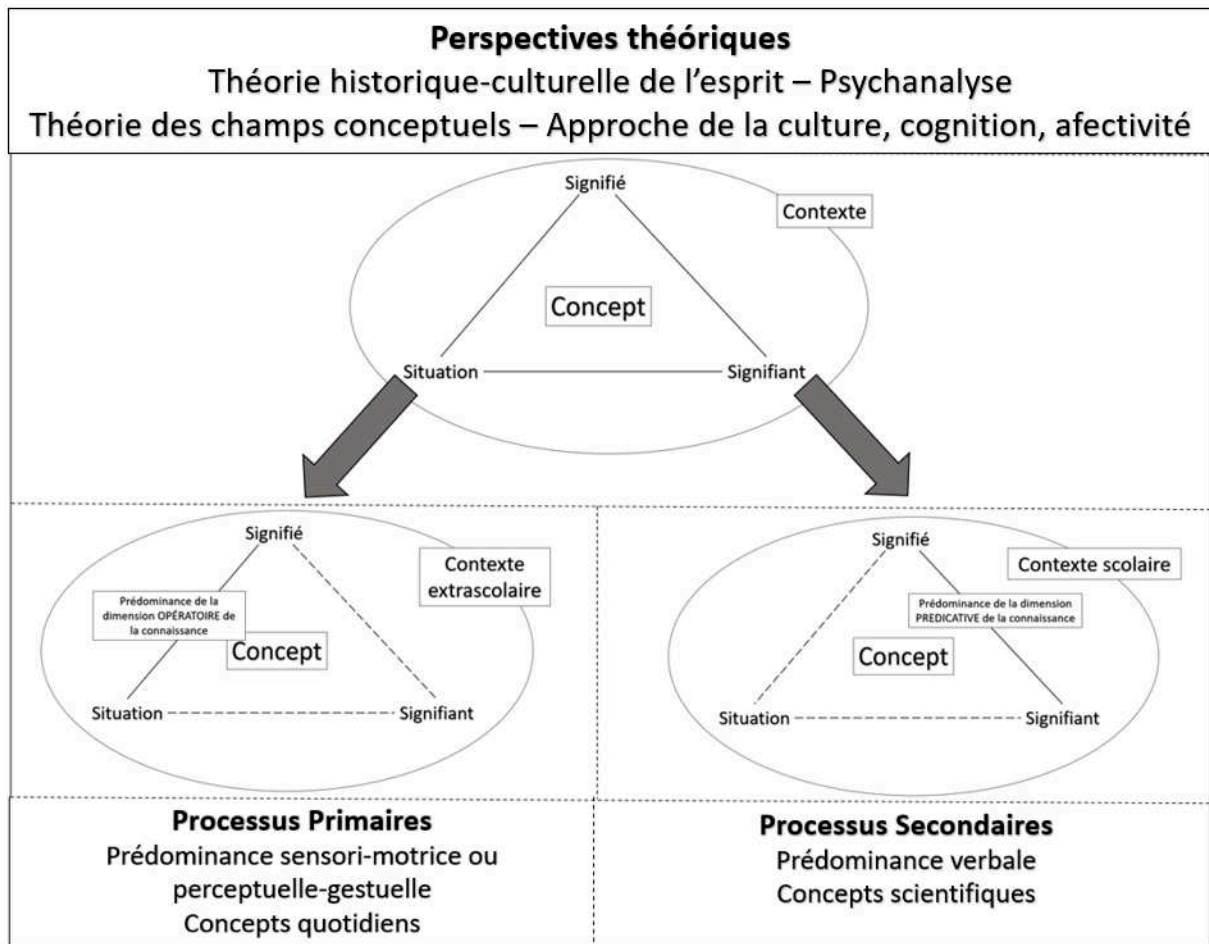 Perspectives théóriques
Théorie historique-culturelle de l’esprit – Psychanalyse
Théorie des champs conceptuels – Approche de la culture, cognition, afectivité
Signifié
Contexte
Concept
Situation
Signifiant
Signifié
Contexte
extrascolaire
Prédominance de la
dimension OPÉRATOIRE de
la connaissance
Concept
Situation
Signifiant
Signifié
Contexte scolaire
Prédominance de la dimension
PREDICATIVE de la connaissance
Concept
Situation
Signifiant
Processus Primaires
Prédominance sensori-motrice ou
perceptuelle-gestuelle
Concepts quotidiens
Processus Secondaires
Prédominance verbale
Concepts scientifiques